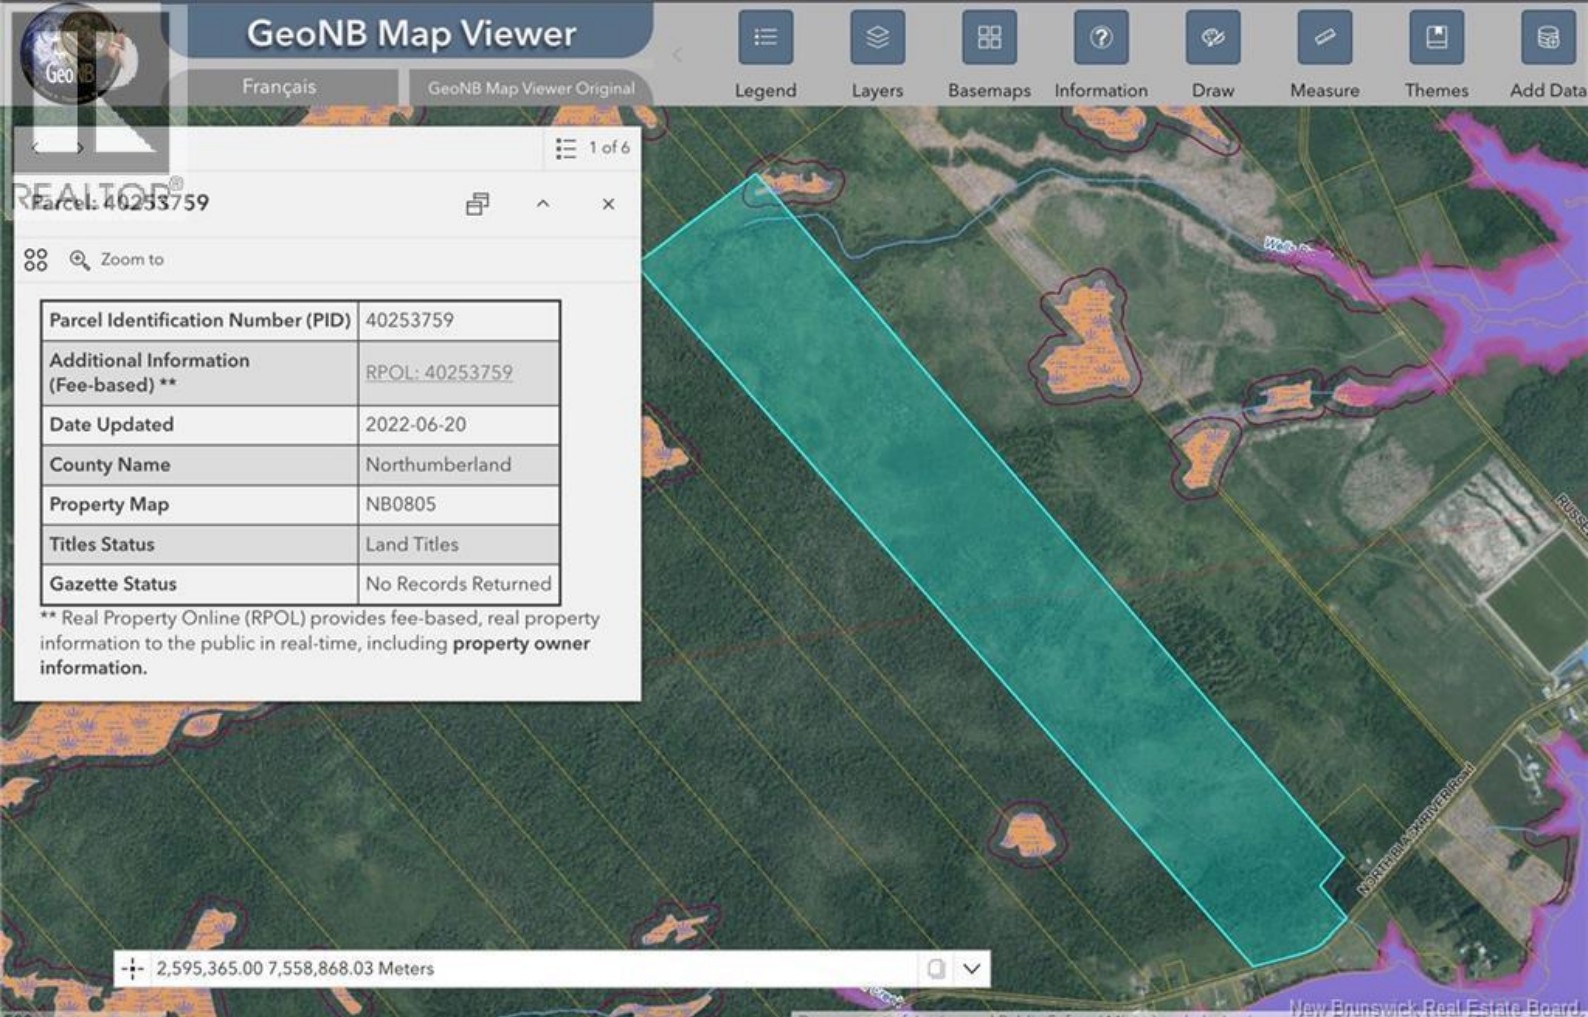 GeoNB Map Viewer
GeoNB
Français
GeoNB Map Viewer Original
Legend
Layers
Basemaps
Information
Draw
Measure
Themes
Add Data
REALTOR®
1 of 6
Parcel: 40253759
Zoom to
Parcel Identification Number (PID) 40253759
Additional Information
(Fee-based) ** RPOL: 40253759
Date Updated 2022-06-20
County Name Northumberland
Property Map NB0805
Titles Status Land Titles
Gazette Status No Records Returned
** Real Property Online (RPOL) provides fee-based, real property
information to the public in real-time, including property owner
information.
NORTH BLACK RIVER Road
2,595,365.00 7,558,868.03 Meters
New Brunswick Real Estate Board